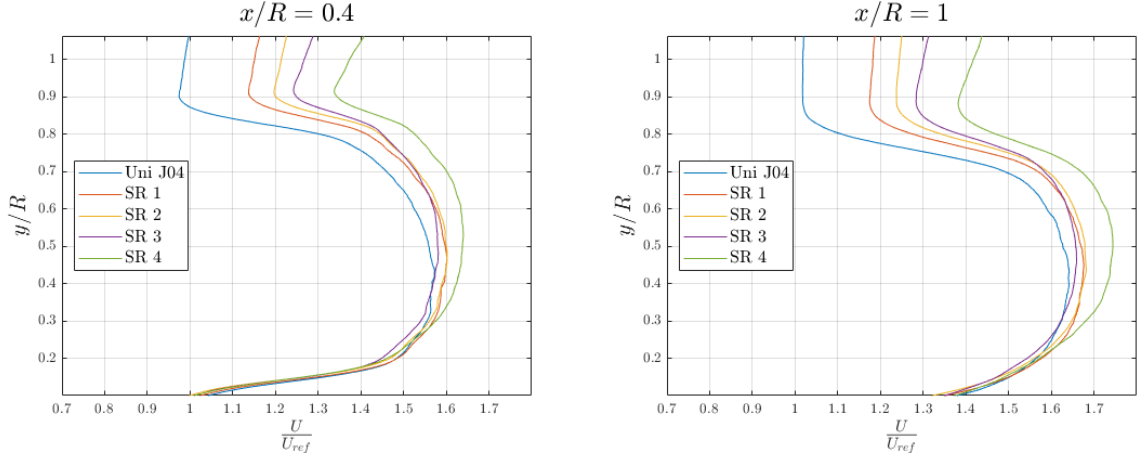 x/R = 0.4
1
0.9
0.8
0.7
0.6
0.5
0.4
0.3
0.2
y/R
Uni J04
SR 1
SR 2
SR 3
SR 4
0.7 0.8 0.9 1 1.1 1.2 1.3 1.4 1.5 1.6 1.7
U
U_ref
x/R = 1
1
0.9
0.8
0.7
0.6
0.5
0.4
0.3
0.2
y/R
Uni J04
SR 1
SR 2
SR 3
SR 4
0.7 0.8 0.9 1 1.1 1.2 1.3 1.4 1.5 1.6 1.7
U
U_ref